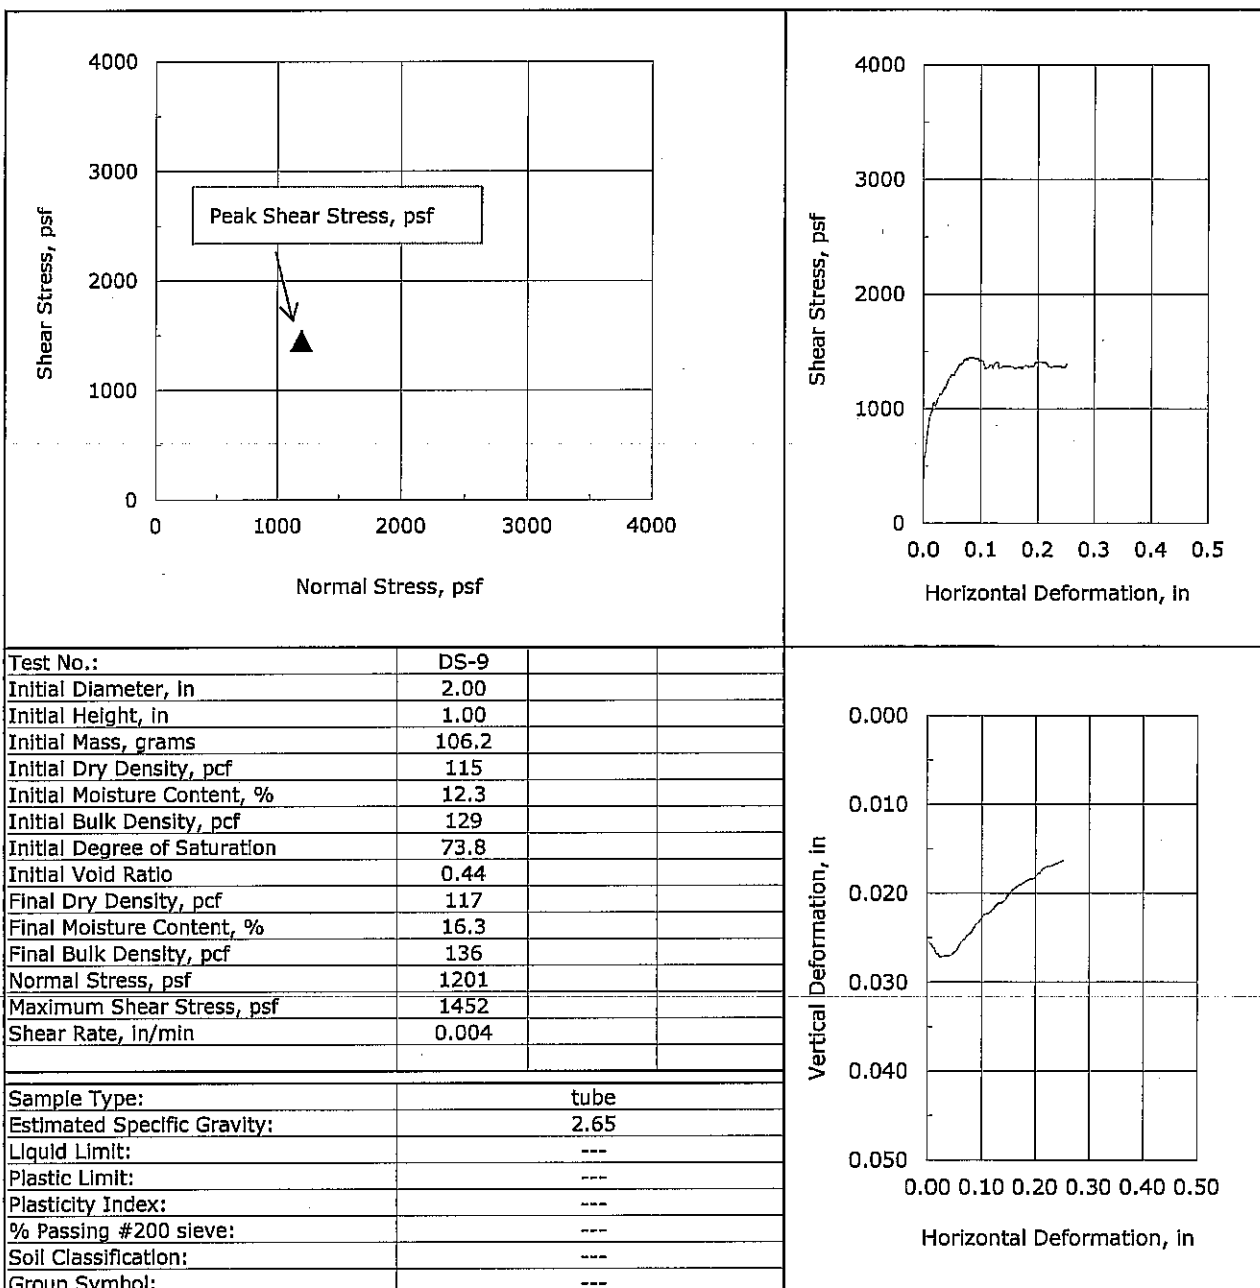 4000
3000
2000
1000
0
Shear Stress, psf
Peak Shear Stress, psf
0 1000 2000 3000 4000
Normal Stress, psf
4000
3000
2000
1000
0
Shear Stress, psf
0.0 0.1 0.2 0.3 0.4 0.5
Horizontal Deformation, in
Test No.: DS-9
Initial Diameter, in 2.00
Initial Height, in 1.00
Initial Mass, grams 106.2
Initial Dry Density, pcf 115
Initial Moisture Content, % 12.3
Initial Bulk Density, pcf 129
Initial Degree of Saturation 73.8
Initial Void Ratio 0.44
Final Dry Density, pcf 117
Final Moisture Content, % 16.3
Final Bulk Density, pcf 136
Normal Stress, psf 1201
Maximum Shear Stress, psf 1452
Shear Rate, in/min 0.004
Sample Type: tube
Estimated Specific Gravity: 2.65
Liquid Limit: ---
Plastic Limit: ---
Plasticity Index: ---
% Passing #200 sieve: ---
Soil Classification: ---
Group Symbol: ---
0.000
0.010
0.020
0.030
0.040
0.050
Vertical Deformation, in
0.00 0.10 0.20 0.30 0.40 0.50
Horizontal Deformation, in